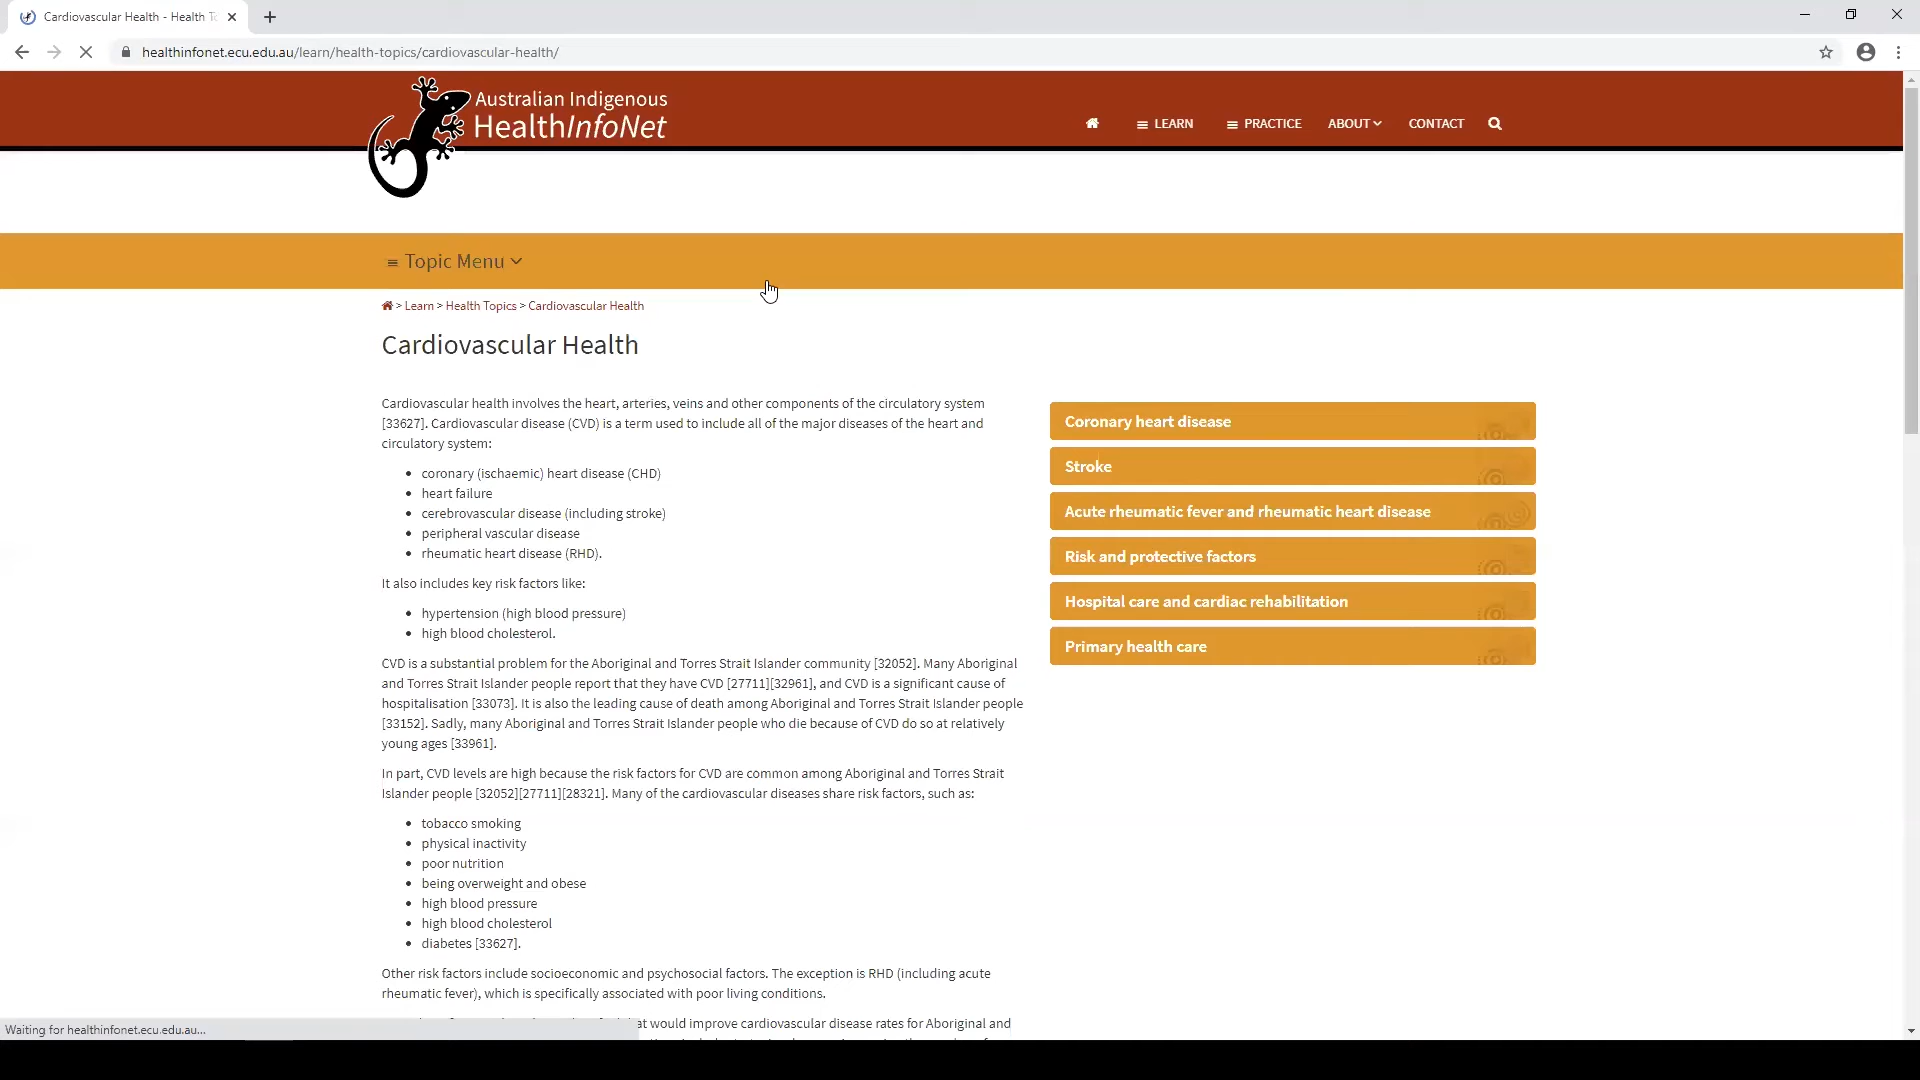 Cardiovascular Health - Health T
healthinfonet.ecu.edu.au/learn/health-topics/cardiovascular-health/
Australian Indigenous
HealthInfoNet
LEARN
PRACTICE
ABOUT
CONTACT
Topic Menu
> Learn > Health Topics > Cardiovascular Health
Cardiovascular Health
Cardiovascular health involves the heart, arteries, veins and other components of the circulatory system
[33627]. Cardiovascular disease (CVD) is a term used to include all of the major diseases of the heart and
circulatory system:
• coronary (ischaemic) heart disease (CHD)
• heart failure
• cerebrovascular disease (including stroke)
• peripheral vascular disease
• rheumatic heart disease (RHD).
It also includes key risk factors like:
• hypertension (high blood pressure)
• high blood cholesterol.
CVD is a substantial problem for the Aboriginal and Torres Strait Islander community [32052]. Many Aboriginal
and Torres Strait Islander people report that they have CVD [27711][32961], and CVD is a significant cause of
hospitalisation [33073]. It is also the leading cause of death among Aboriginal and Torres Strait Islander people
[33152]. Sadly, many Aboriginal and Torres Strait Islander people who die because of CVD do so at relatively
young ages [33961].
In part, CVD levels are high because the risk factors for CVD are common among Aboriginal and Torres Strait
Islander people [32052][27711][28321]. Many of the cardiovascular diseases share risk factors, such as:
• tobacco smoking
• physical inactivity
• poor nutrition
• being overweight and obese
• high blood pressure
• high blood cholesterol
• diabetes [33627].
Other risk factors include socioeconomic and psychosocial factors. The exception is RHD (including acute
rheumatic fever), which is specifically associated with poor living conditions.
at would improve cardiovascular disease rates for Aboriginal and
Coronary heart disease
Stroke
Acute rheumatic fever and rheumatic heart disease
Risk and protective factors
Hospital care and cardiac rehabilitation
Primary health care
Waiting for healthinfonet.ecu.edu.au...